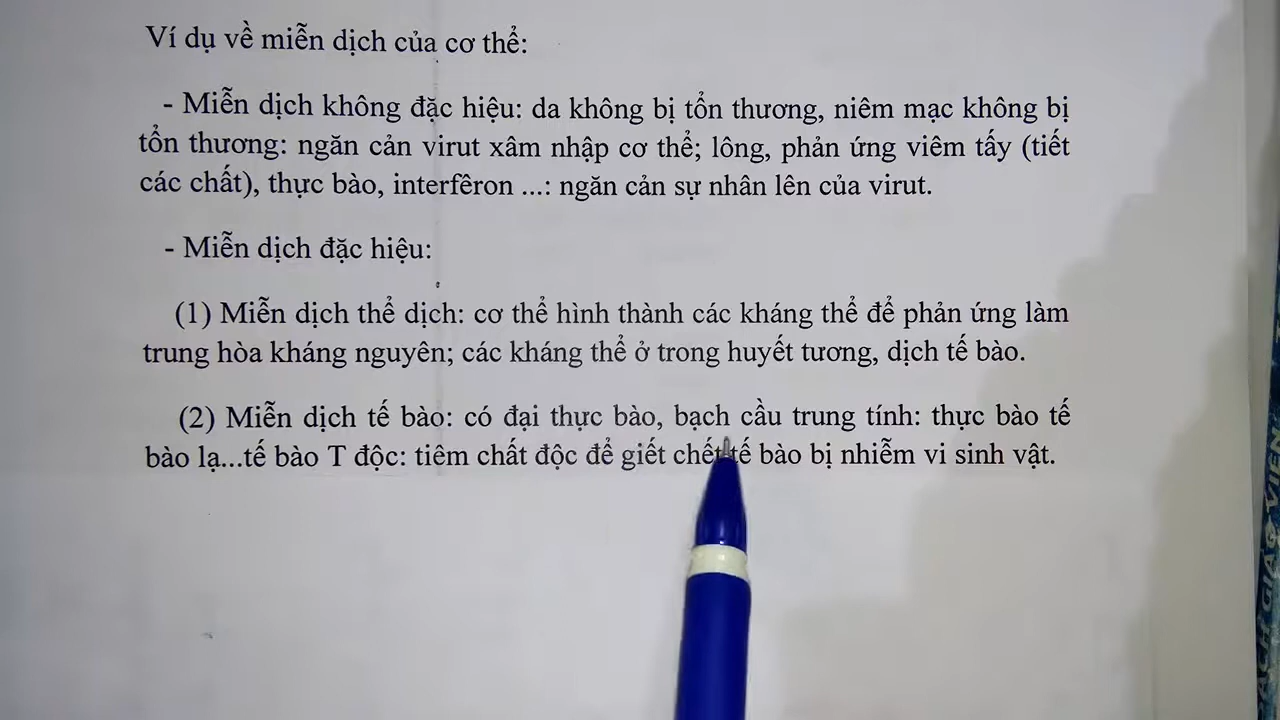 Ví dụ về miễn dịch của cơ thể:
- Miễn dịch không đặc hiệu: da không bị tổn thương, niêm mạc không bị
tổn thương: ngăn cản virut xâm nhập cơ thể; lông, phản ứng viêm tấy (tiết
các chất), thực bào, interfêron ...: ngăn cản sự nhân lên của virut.
- Miễn dịch đặc hiệu:
(1) Miễn dịch thể dịch: cơ thể hình thành các kháng thể để phản ứng làm
trung hòa kháng nguyên; các kháng thể ở trong huyết tương, dịch tế bào.
(2) Miễn dịch tế bào: có đại thực bào, bạch cầu trung tính: thực bào tế
bào lạ...tế bào T độc: tiêm chất độc để giết chết tế bào bị nhiễm vi sinh vật.
GIÁO VIÊN